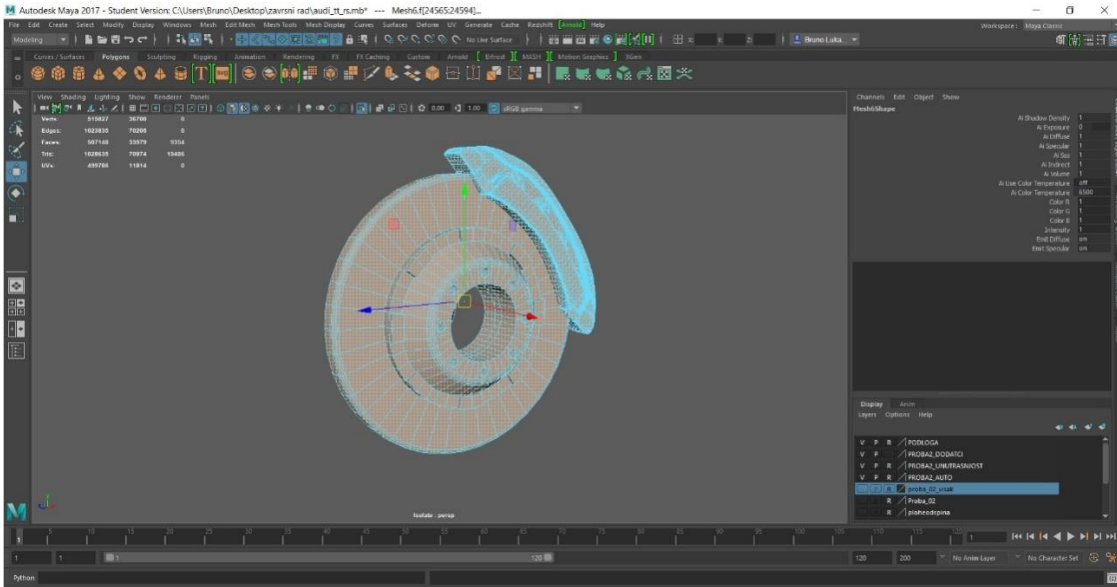 Autodesk Maya 2017 - Student Version: C:\Users\Bruno\Desktop\zavrsni rad\audi_tt_rs.mb* --- Mesh6.f[24565:24594]...
File Edit Create Select Modify Display Windows Mesh Edit Mesh Mesh Tools Mesh Display Curves Surfaces Deform UV Generate Cache Redshift [Arnold] Help
Workspace: Maya Classic
Modeling No Live Surface Bruno Luka...
Curves / Surfaces Polygons Sculpting Rigging Animation Rendering FX FX Caching Custom Arnold Bifrost MASH Motion Graphics XGen
View Shading Lighting Show Renderer Panels
0.00 1.00 sRGB gamma
Verts: 515827 36700 0
Edges: 1023835 70208 0
Faces: 507148 33579 9354
Tris: 1020639 70974 19486
UVs: 499786 11814 0
Isolate : persp
Channels Edit Object Show
Mesh6Shape
Ai Shadow Density 1
Ai Exposure 0
Ai Diffuse 1
Ai Specular 1
Ai Sss 1
Ai Indirect 1
Ai Volume 1
Ai Use Color Temperature off
Ai Color Temperature 6500
Color R 1
Color G 1
Color B 1
Intensity 1
Emit Diffuse on
Emit Specular on
Display Anim
Layers Options Help
V P R PODLOGA
V P PROBA2_DODATCI
V P R PROBA2_UNUTRASNJOST
V P R PROBA2_AUTO
R proba_02_visak
R Proba_02
R ploheodspina
1 5 10 15 20 25 30 35 40 45 50 55 60 65 70 75 80 85 90 95 100 105 110 115 120 1
1 1 1 120 120 200 No Anim Layer No Character Set
Python